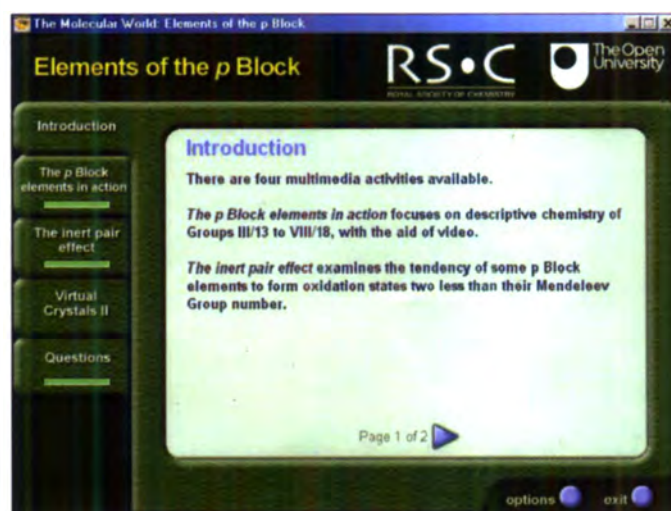 The Molecular World: Elements of the p Block
Elements of the p Block
RS•C
ROYAL SOCIETY OF CHEMISTRY
The Open
University
Introduction
The p Block
elements in action
The inert pair
effect
Virtual
Crystals II
Questions
Introduction
There are four multimedia activities available.
The p Block elements in action focuses on descriptive chemistry of
Groups III/13 to VIII/18, with the aid of video.
The inert pair effect examines the tendency of some p Block
elements to form oxidation states two less than their Mendeleev
Group number.
Page 1 of 2
options
exit